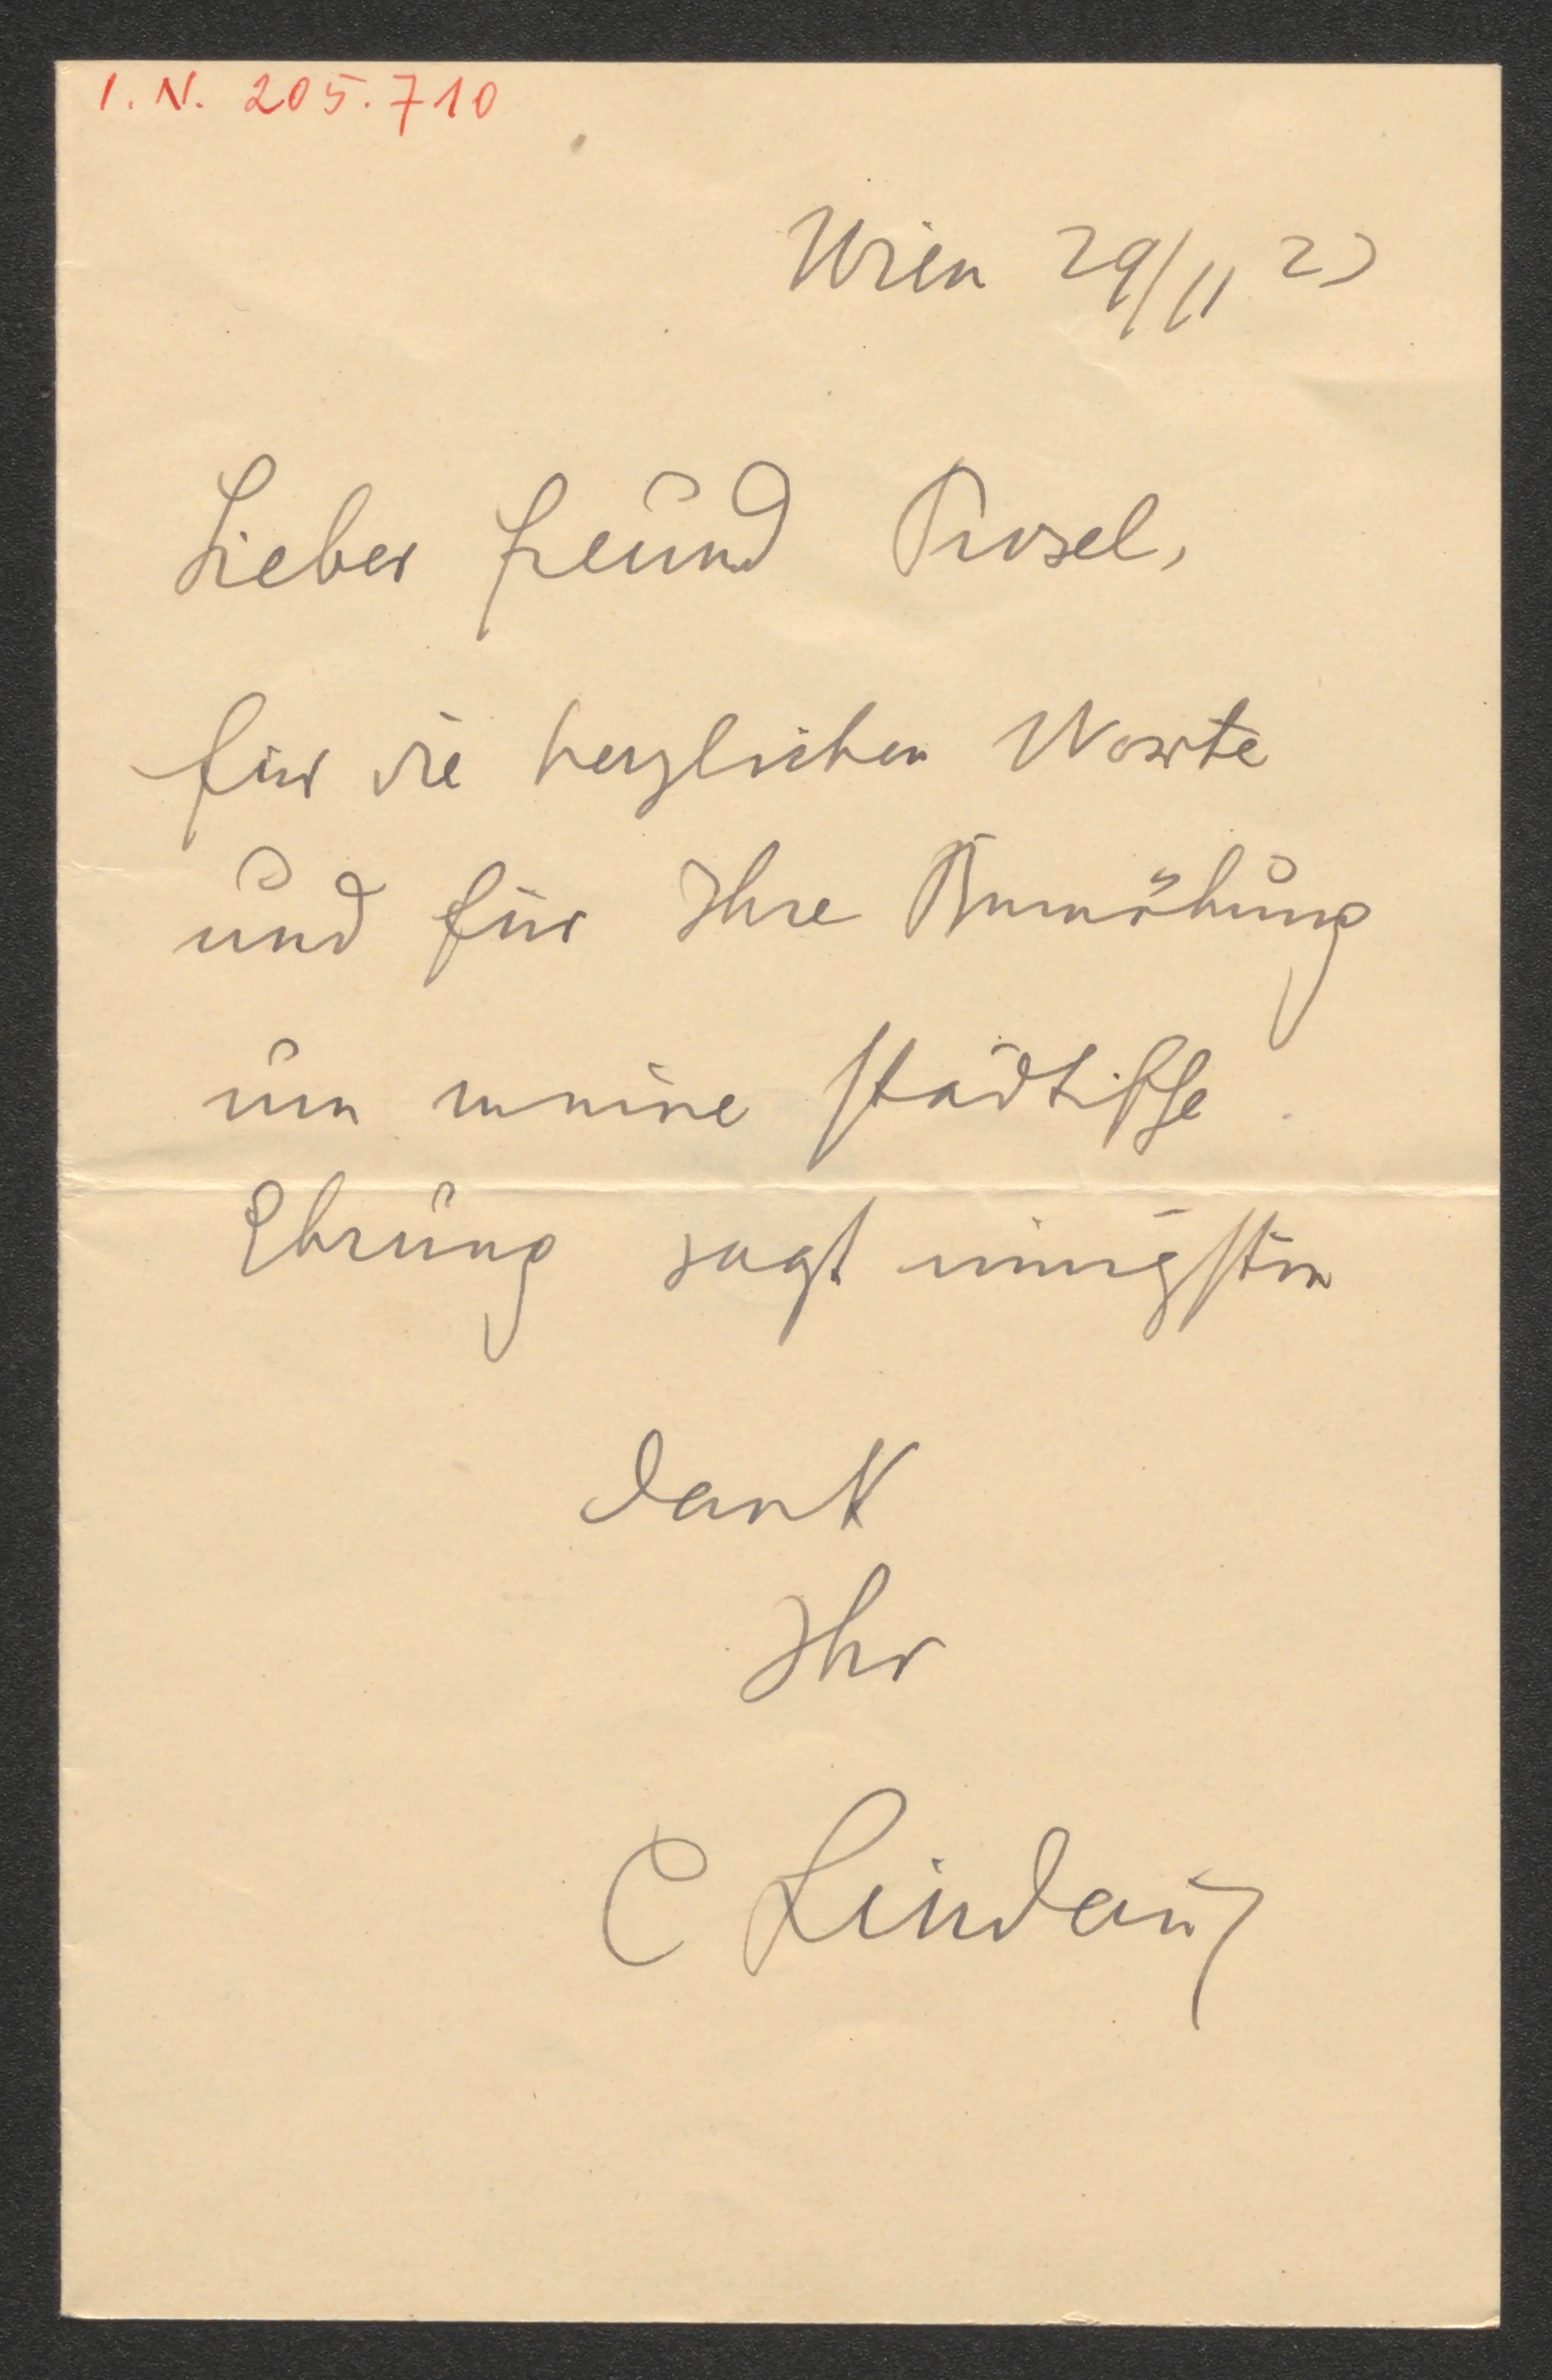 I. N. 205.710
Wien 29/11 23
Lieber Freund Prosel,
für die herzlichen Worte
und für Ihre Bemühung
um meine städtische
Ehrung sagt innigsten
Dank
Ihr
C Lindau